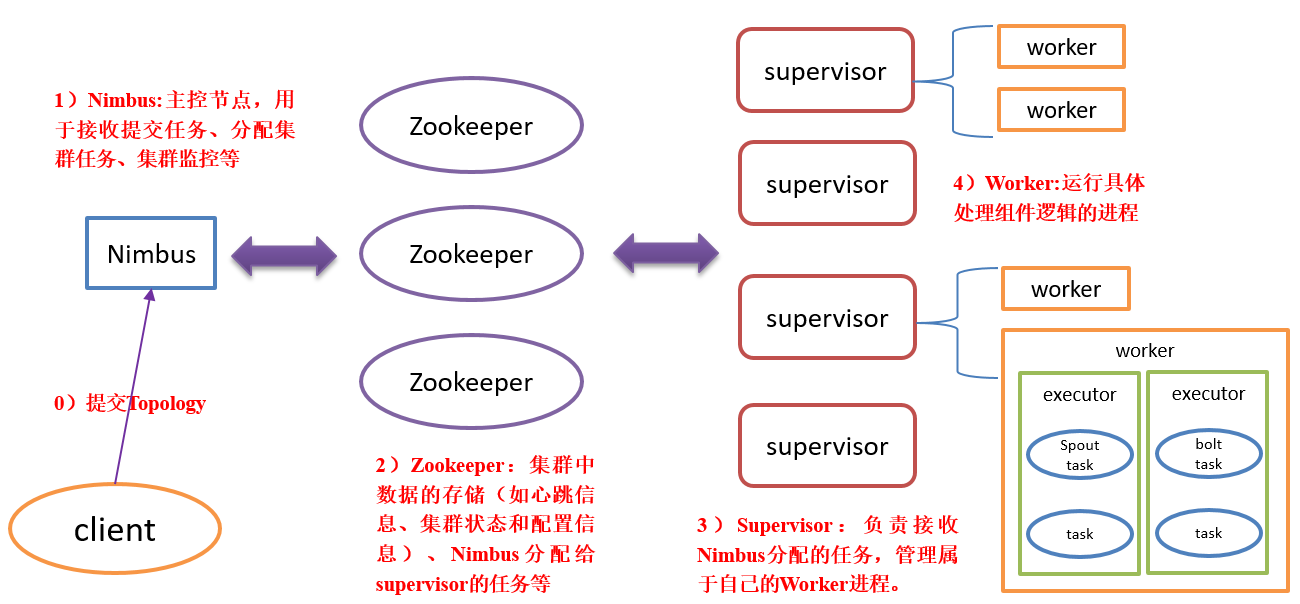 1）Nimbus:主控节点，用
于接收提交任务、分配集
群任务、集群监控等
Nimbus
0）提交Topology
client
Zookeeper
Zookeeper
Zookeeper
2）Zookeeper：集群中
数据的存储（如心跳信
息、集群状态和配置信
息）、Nimbus分配给
supervisor的任务等
supervisor
supervisor
supervisor
supervisor
3）Supervisor：负责接收
Nimbus分配的任务，管理属
于自己的Worker进程。
worker
worker
4）Worker:运行具体
处理组件逻辑的进程
worker
worker
executor
Spout
task
task
executor
bolt
task
task